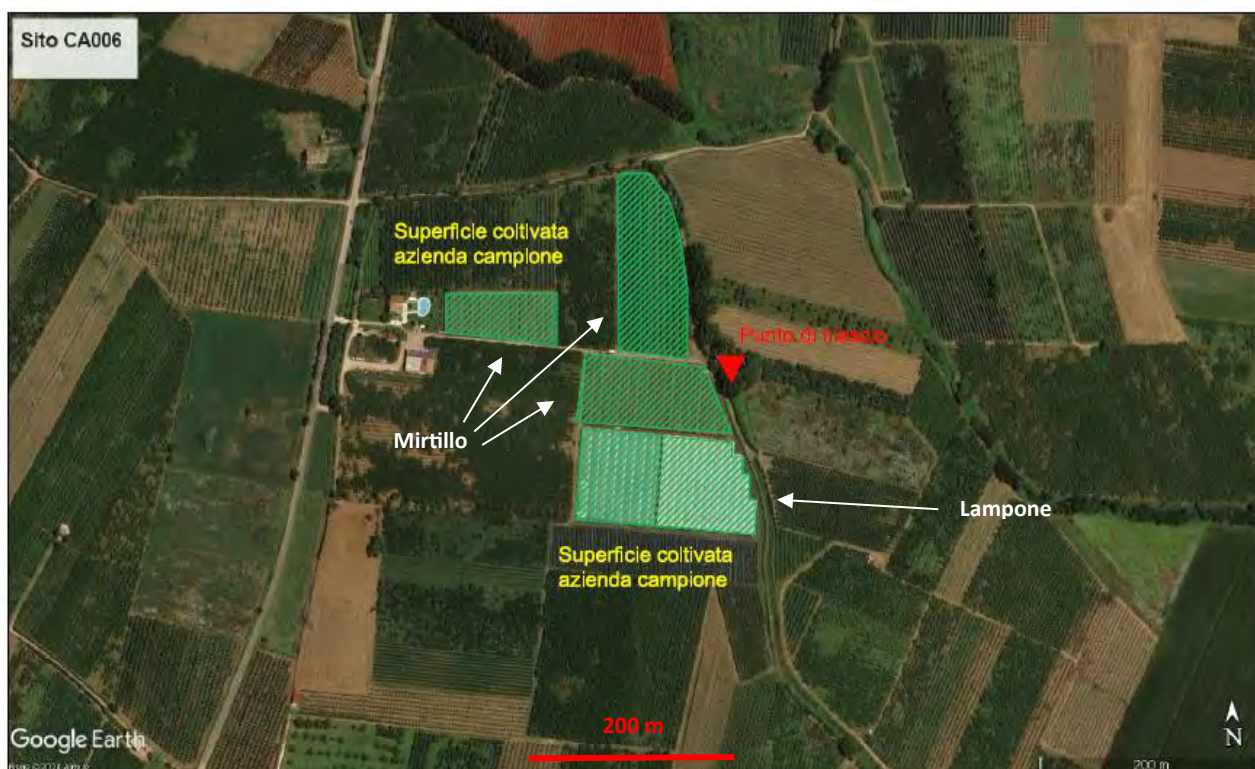 Sito CA006
Superficie coltivata
azienda campione
Punto di rilascio
Mirtillo
Lampone
Superficie coltivata
azienda campione
200 m
Google Earth
N
200 m